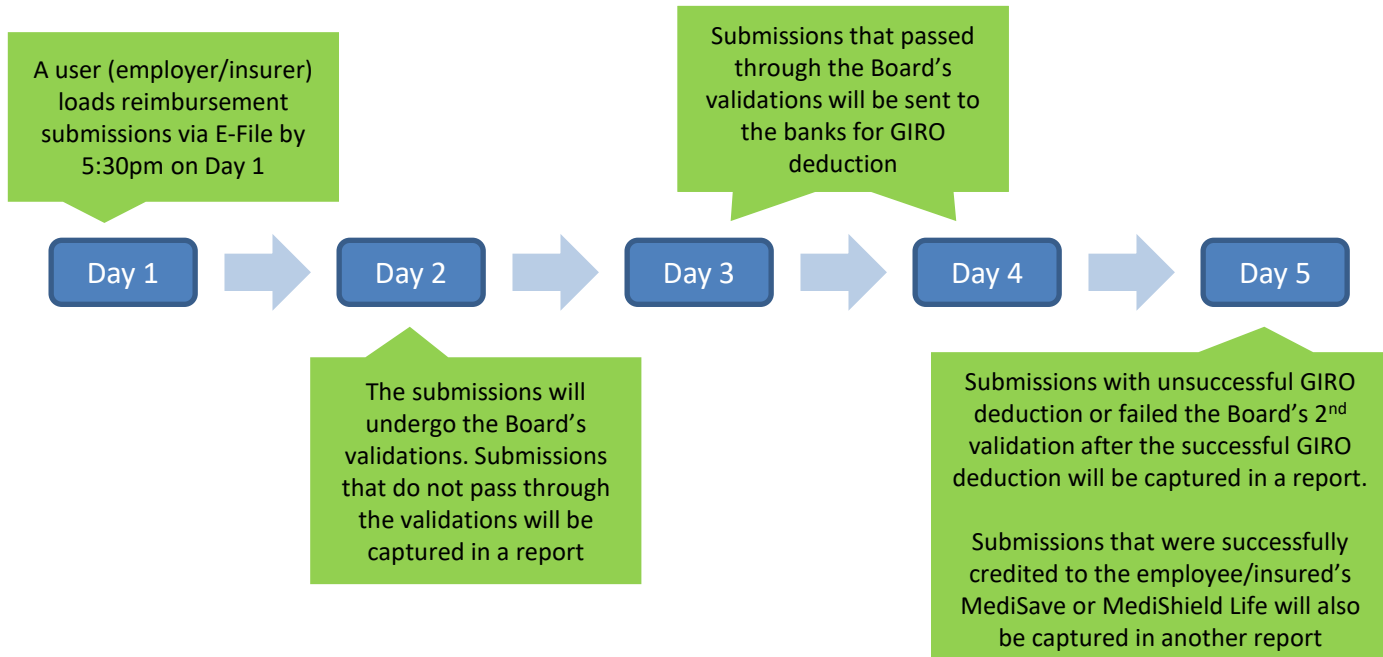 A user (employer/insurer)
loads reimbursement
submissions via E-File by
5:30pm on Day 1
Submissions that passed
through the Board’s
validations will be sent to
the banks for GIRO
deduction
Day 1
Day 2
Day 3
Day 4
Day 5
The submissions will
undergo the Board’s
validations. Submissions
that do not pass through
the validations will be
captured in a report
Submissions with unsuccessful GIRO
deduction or failed the Board’s 2nd
validation after the successful GIRO
deduction will be captured in a report.
Submissions that were successfully
credited to the employee/insured’s
MediSave or MediShield Life will also
be captured in another report